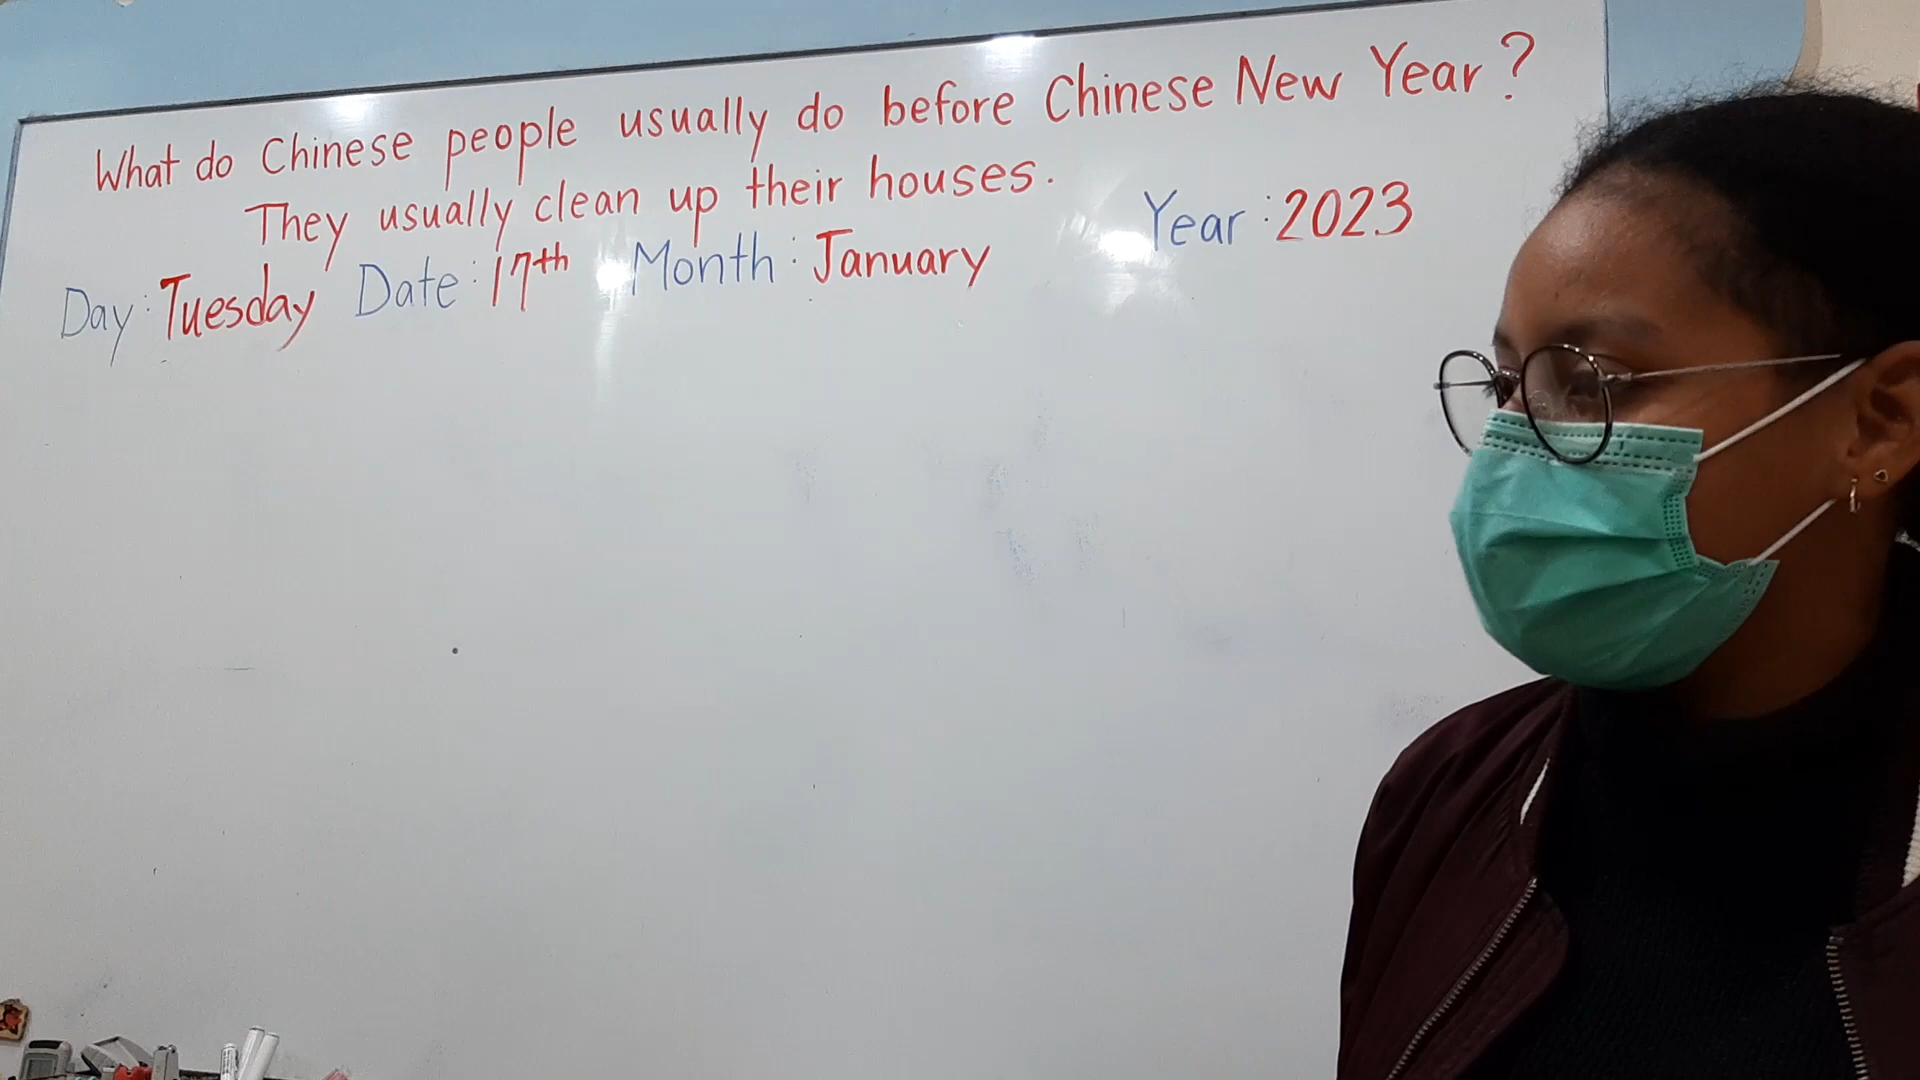 What do Chinese people usually do before Chinese New Year?
They usually clean up their houses.
Day: Tuesday Date: 17th Month: January Year: 2023